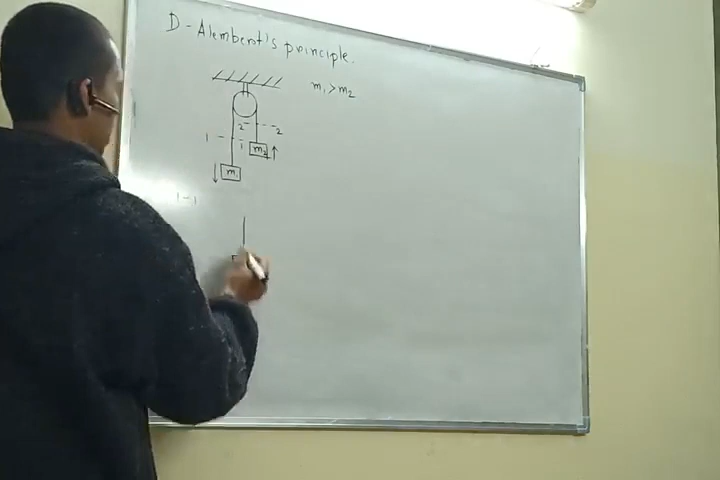 D-Alembert's principle.
m₁>m₂
2 - - - 2
1 - - 1
m₂
m₁
1-1